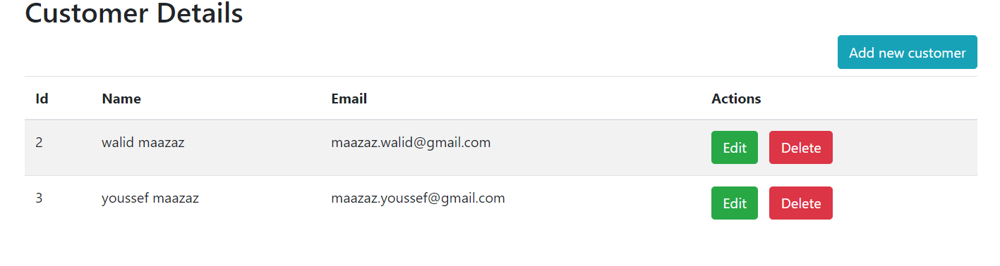 Customer Details
Add new customer
Id Name Email Actions
2 walid maazaz maazaz.walid@gmail.com Edit Delete
3 youssef maazaz maazaz.youssef@gmail.com Edit Delete